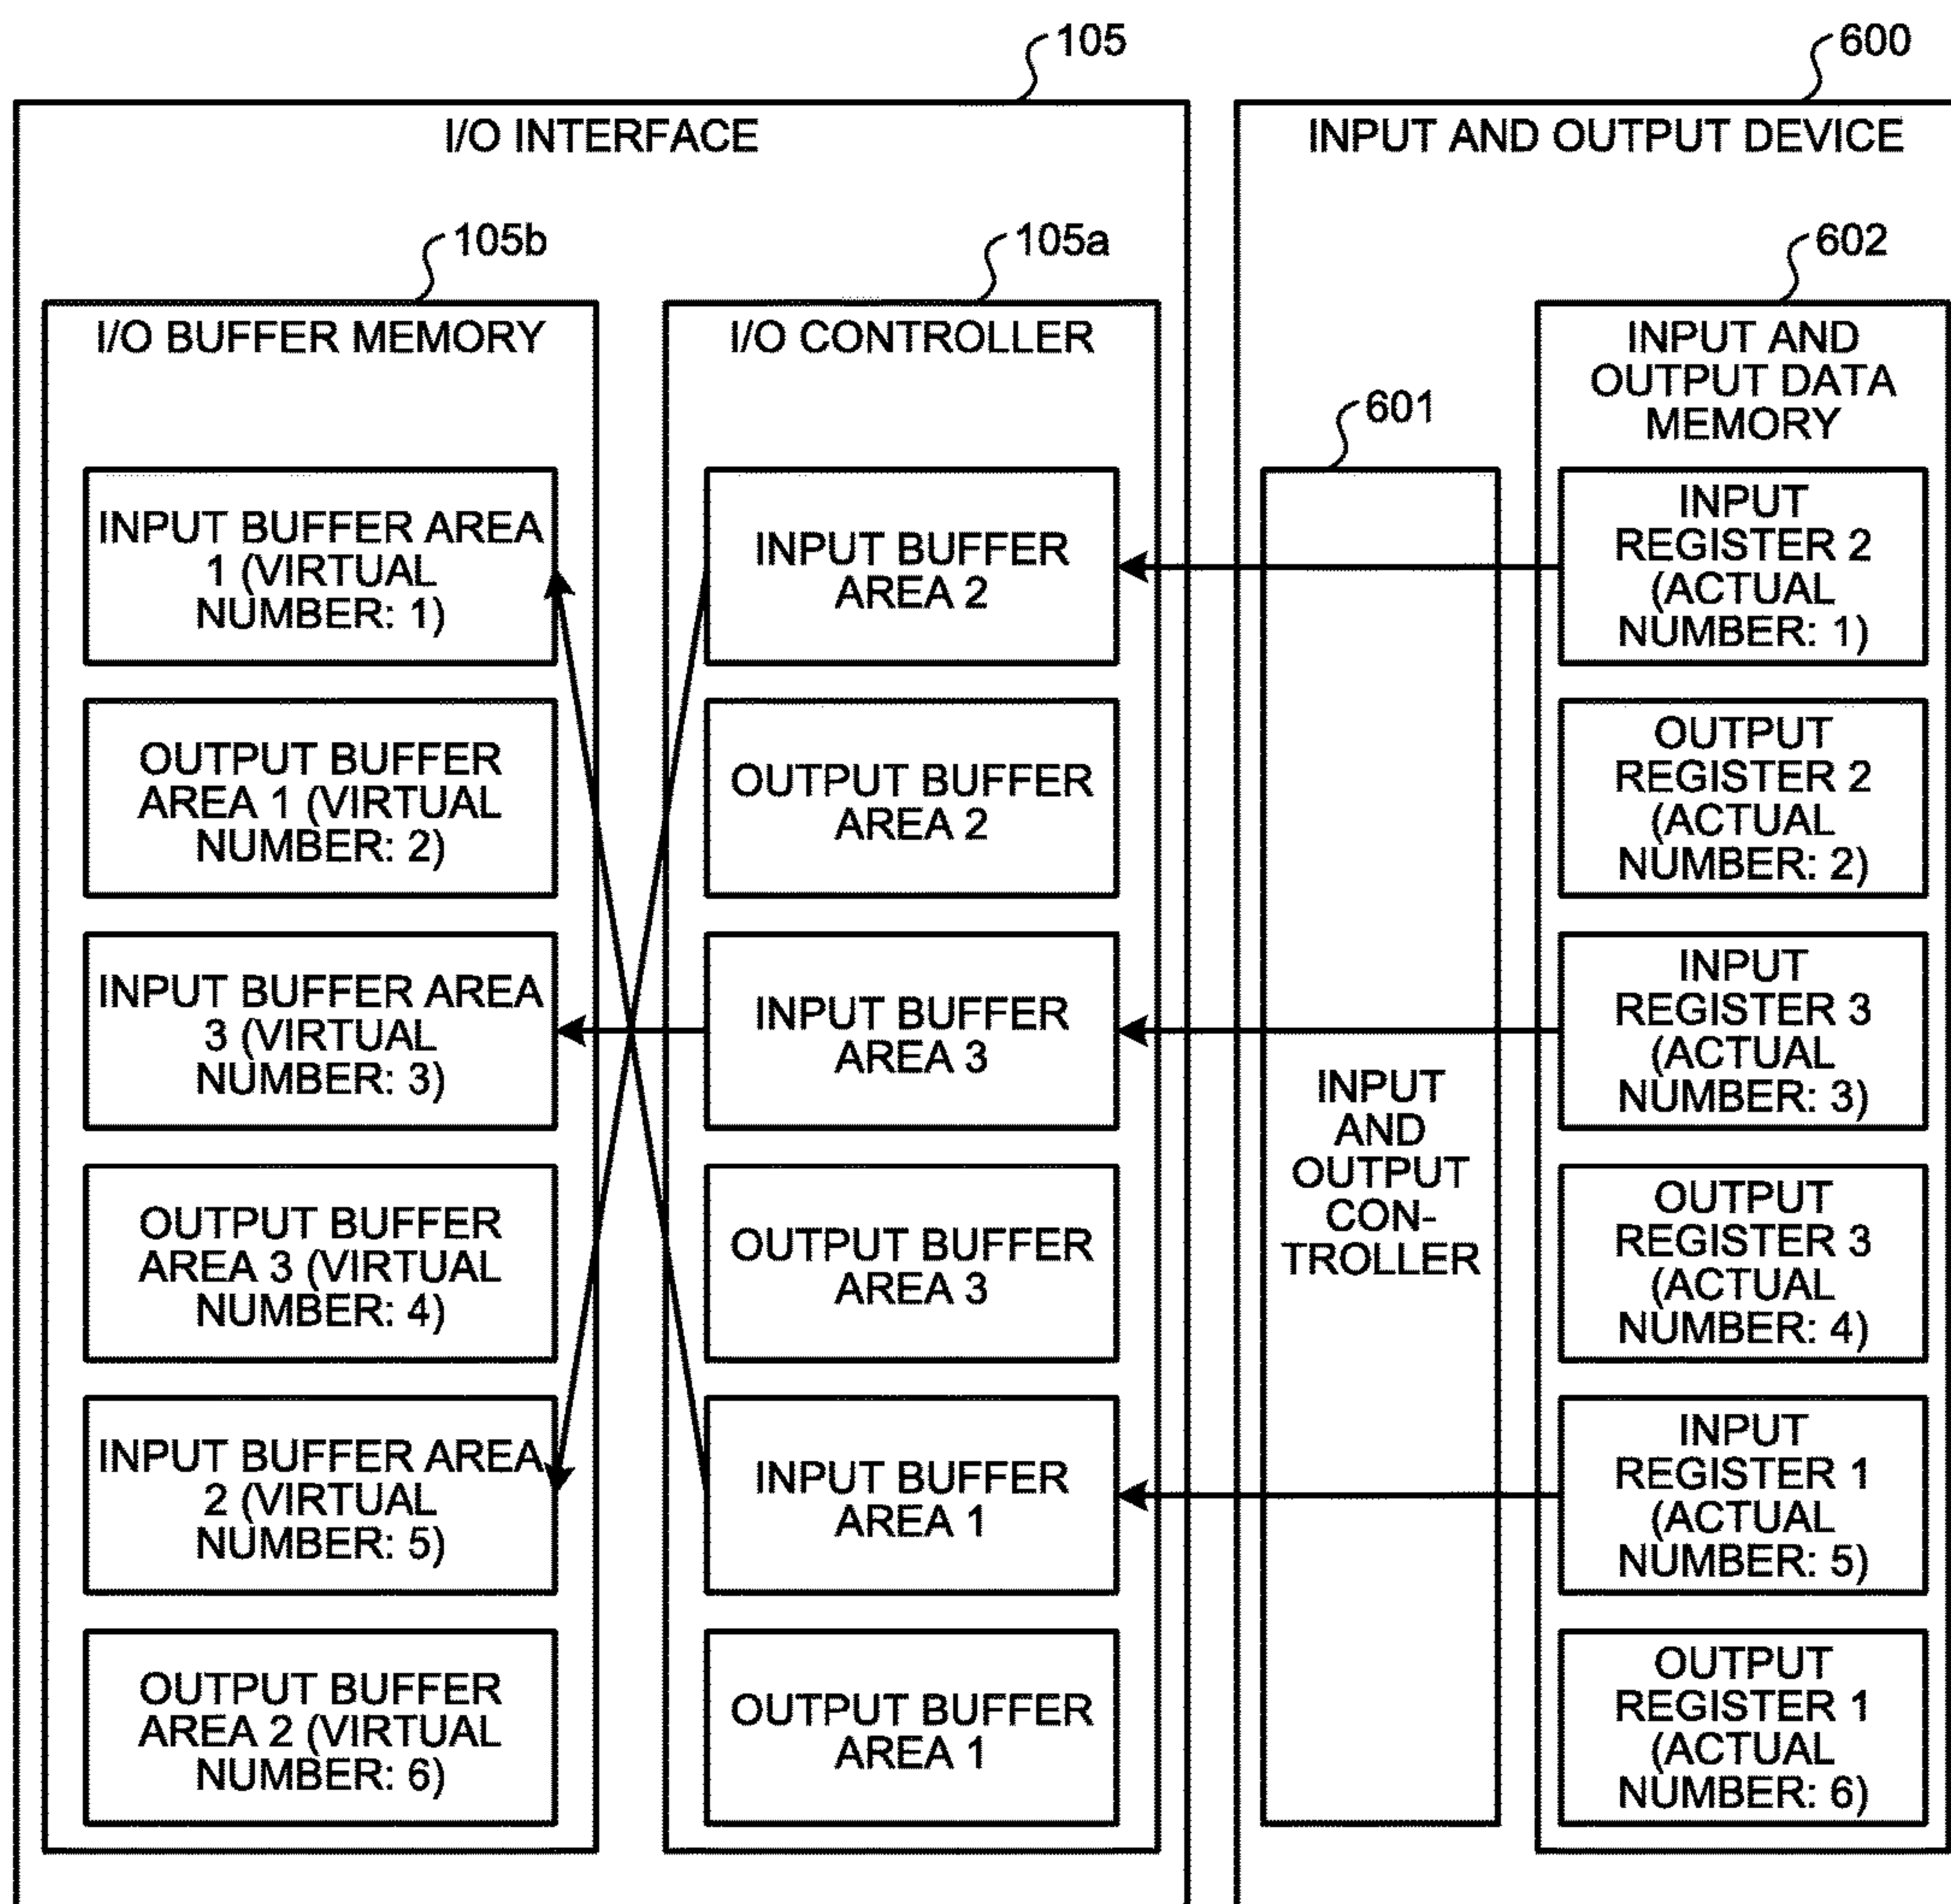 105
600
I/O INTERFACE
INPUT AND OUTPUT DEVICE
105b
105a
602
I/O BUFFER MEMORY
I/O CONTROLLER
INPUT AND
OUTPUT DATA
MEMORY
601
INPUT BUFFER AREA
1 (VIRTUAL
NUMBER: 1)
INPUT BUFFER
AREA 2
INPUT
REGISTER 2
(ACTUAL
NUMBER: 1)
OUTPUT BUFFER
AREA 1 (VIRTUAL
NUMBER: 2)
OUTPUT BUFFER
AREA 2
OUTPUT
REGISTER 2
(ACTUAL
NUMBER: 2)
INPUT BUFFER AREA
3 (VIRTUAL
NUMBER: 3)
INPUT BUFFER
AREA 3
INPUT
AND
OUTPUT
CON-
TROLLER
INPUT
REGISTER 3
(ACTUAL
NUMBER: 3)
OUTPUT BUFFER
AREA 3 (VIRTUAL
NUMBER: 4)
OUTPUT BUFFER
AREA 3
OUTPUT
REGISTER 3
(ACTUAL
NUMBER: 4)
INPUT BUFFER AREA
2 (VIRTUAL
NUMBER: 5)
INPUT BUFFER
AREA 1
INPUT
REGISTER 1
(ACTUAL
NUMBER: 5)
OUTPUT BUFFER
AREA 2 (VIRTUAL
NUMBER: 6)
OUTPUT BUFFER
AREA 1
OUTPUT
REGISTER 1
(ACTUAL
NUMBER: 6)